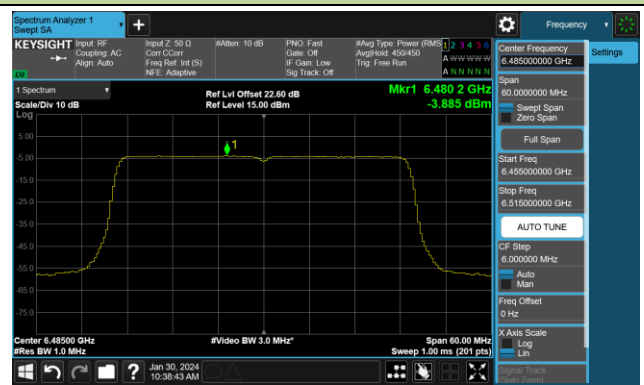 Spectrum Analyzer 1
Swept SA
Frequency
KEYSIGHT
Input: RF
Coupling: AC
Align: Auto
Input Z: 50 Ω
Corr CCorr
Freq Ref: Int (S)
NFE: Adaptive
#Atten: 10 dB
PNO: Fast
Gate: Off
IF Gain: Low
Sig Track: Off
#Avg Type: Power (RMS
Avg|Hold: 450/450
Trig: Free Run
1 2 3 4 5 6
A W W W W W
A N N N N N
Center Frequency
6.485000000 GHz
Settings
Span
60.0000000 MHz
Swept Span
Zero Span
Full Span
Start Freq
6.455000000 GHz
Stop Freq
6.515000000 GHz
AUTO TUNE
CF Step
6.000000 MHz
Auto
Man
Freq Offset
0 Hz
X Axis Scale
Log
Lin
Signal Track
(Span Zoom)
1 Spectrum
Scale/Div 10 dB
Log
Ref Lvl Offset 22.60 dB
Ref Level 15.00 dBm
Mkr1 6.480 2 GHz
-3.885 dBm
1
5.00
-5.00
-15.0
-25.0
-35.0
-45.0
-55.0
-65.0
-75.0
Center 6.48500 GHz
#Res BW 1.0 MHz
#Video BW 3.0 MHz*
Span 60.00 MHz
Sweep 1.00 ms (201 pts)
Jan 30, 2024
10:38:43 AM